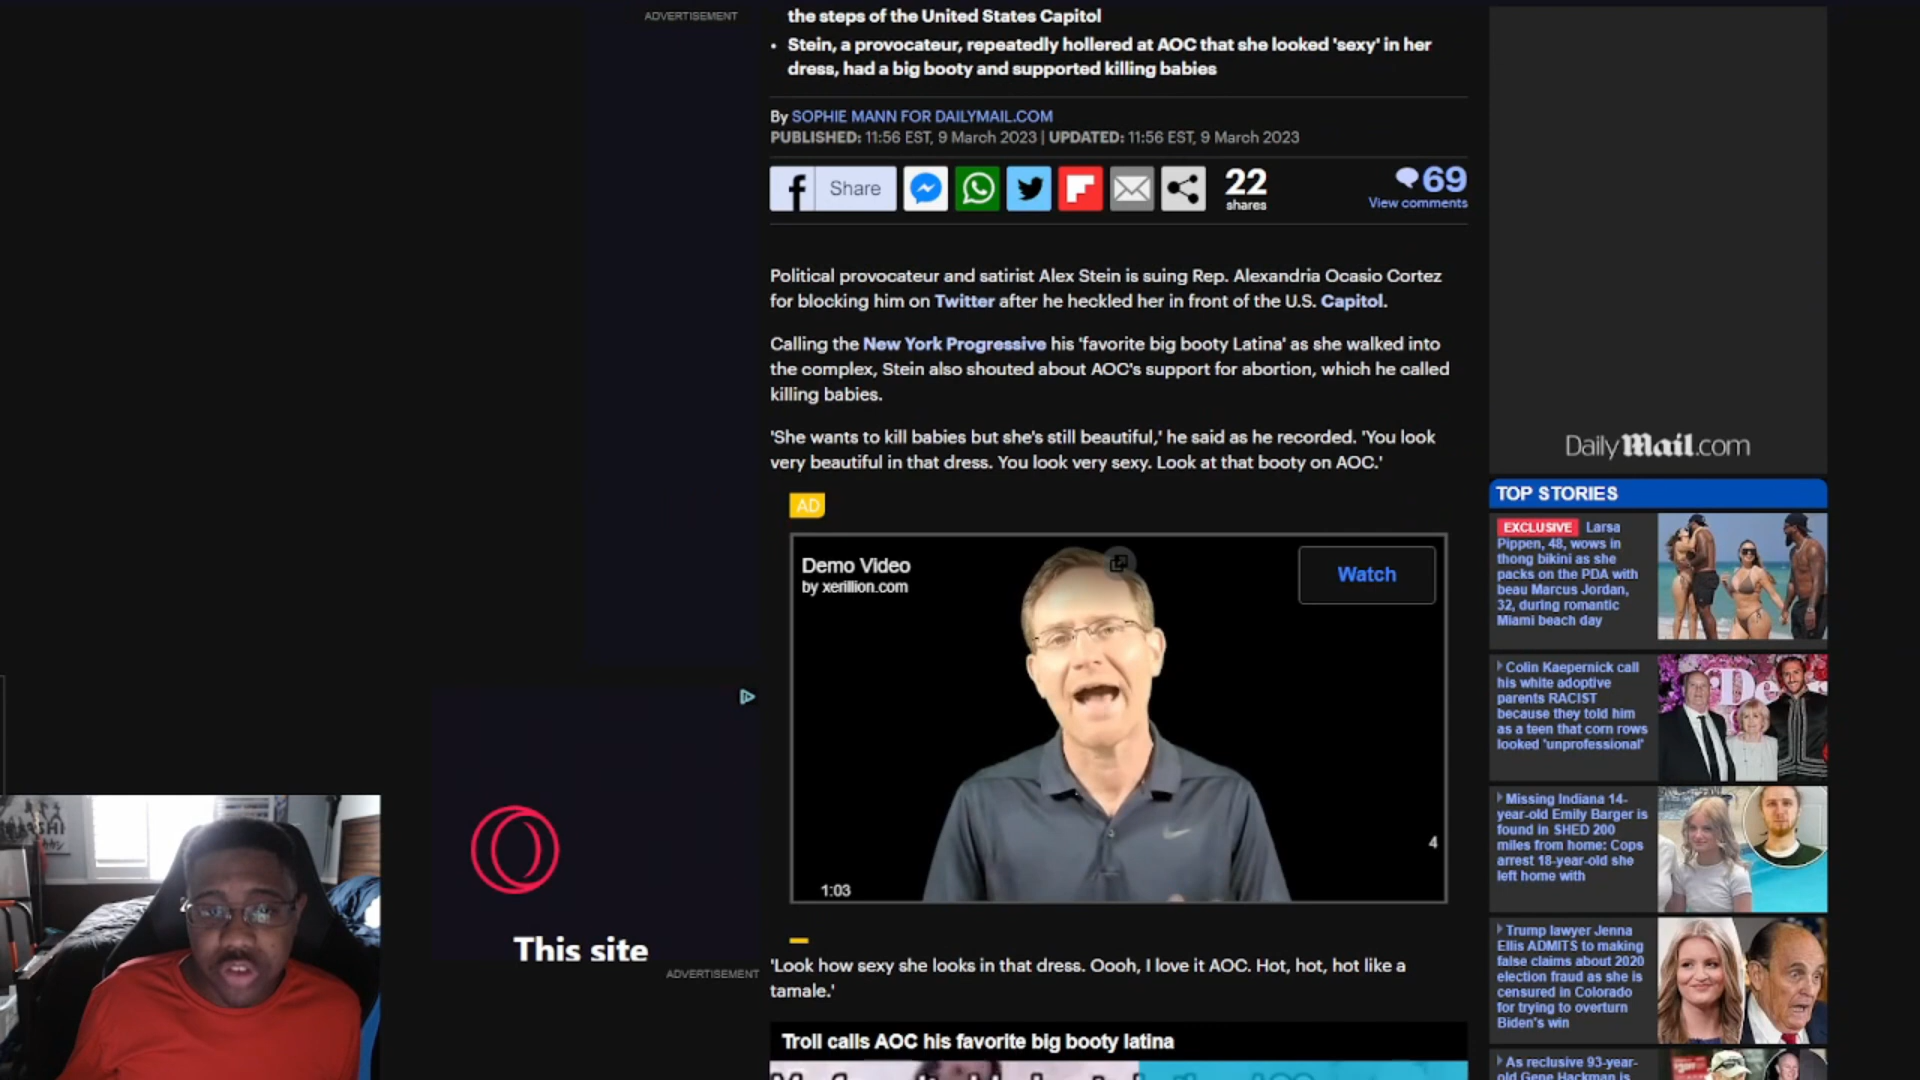 ADVERTISEMENT
the steps of the United States Capitol
• Stein, a provocateur, repeatedly hollered at AOC that she looked 'sexy' in her
dress, had a big booty and supported killing babies
By SOPHIE MANN FOR DAILYMAIL.COM
PUBLISHED: 11:56 EST, 9 March 2023 | UPDATED: 11:56 EST, 9 March 2023
f Share
22
shares
69
View comments
Political provocateur and satirist Alex Stein is suing Rep. Alexandria Ocasio Cortez
for blocking him on Twitter after he heckled her in front of the U.S. Capitol.
Calling the New York Progressive his 'favorite big booty Latina' as she walked into
the complex, Stein also shouted about AOC's support for abortion, which he called
killing babies.
'She wants to kill babies but she's still beautiful,' he said as he recorded. 'You look
very beautiful in that dress. You look very sexy. Look at that booty on AOC.'
AD
Demo Video
by xerillion.com
Watch
4
1:03
'Look how sexy she looks in that dress. Oooh, I love it AOC. Hot, hot, hot like a
tamale.'
Troll calls AOC his favorite big booty latina
This site
ADVERTISEMENT
DailyMail.com
TOP STORIES
EXCLUSIVE Larsa
Pippen, 48, wows in
thong bikini as she
packs on the PDA with
beau Marcus Jordan,
32, during romantic
Miami beach day
Colin Kaepernick call
his white adoptive
parents RACIST
because they told him
as a teen that corn rows
looked 'unprofessional'
Missing Indiana 14-
year-old Emily Barger is
found in SHED 200
miles from home: Cops
arrest 18-year-old she
left home with
Trump lawyer Jenna
Ellis ADMITS to making
false claims about 2020
election fraud as she is
censured in Colorado
for trying to overturn
Biden's win
As reclusive 93-year-
old Gene Hackman is